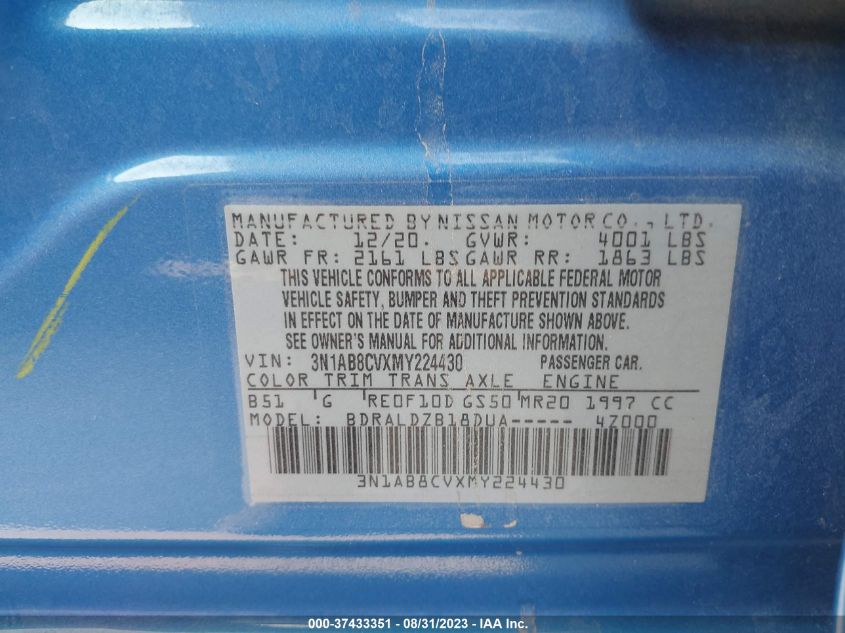 MANUFACTURED BY NISSAN MOTOR CO., LTD.
DATE: 12/20. GVWR: 4001 LBS
GAWR FR: 2161 LBS GAWR RR: 1863 LBS
THIS VEHICLE CONFORMS TO ALL APPLICABLE FEDERAL MOTOR
VEHICLE SAFETY, BUMPER AND THEFT PREVENTION STANDARDS
IN EFFECT ON THE DATE OF MANUFACTURE SHOWN ABOVE.
SEE OWNER'S MANUAL FOR ADDITIONAL INFORMATION.
VIN: 3N1AB8CVXMY224430 PASSENGER CAR.
COLOR TRIM TRANS AXLE ENGINE
B51 G RE0F10D GS50 MR20 1997 CC
MODEL: BDRALDZB18DUA----- 4Z000
3N1AB8CVXMY224430
000-37433351 - 08/31/2023 - IAA Inc.